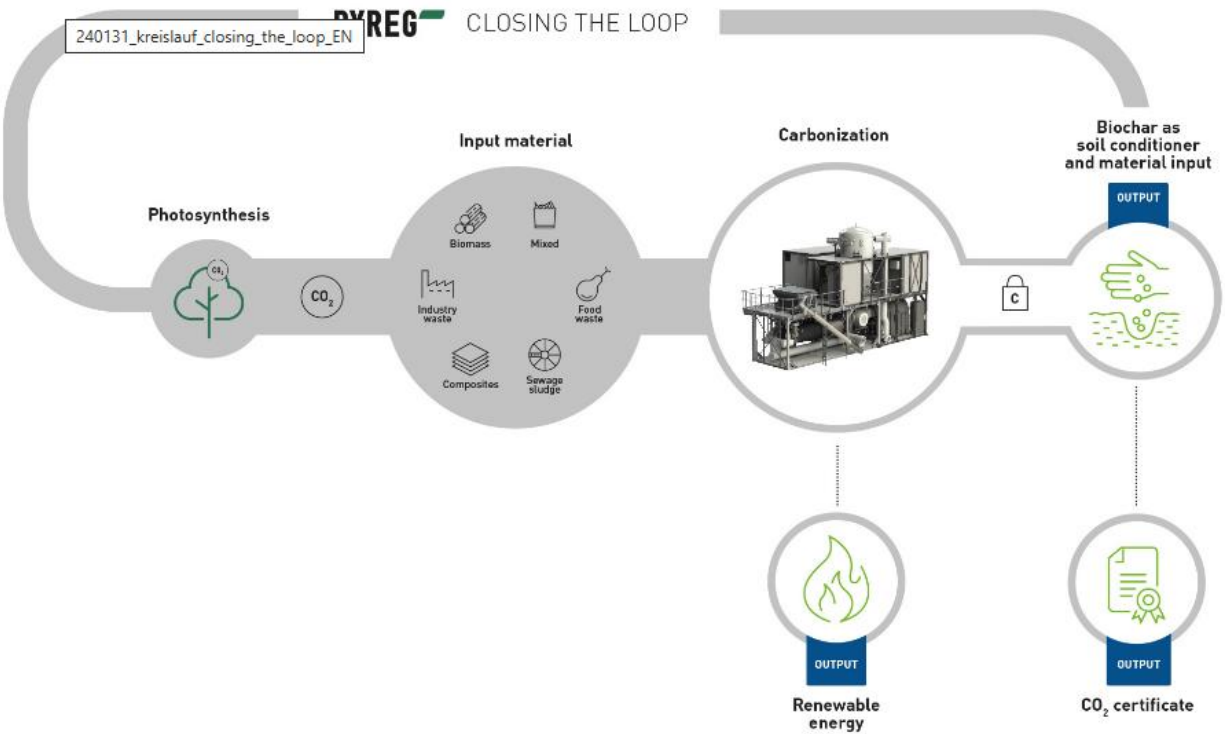 240131_kreislauf_closing_the_loop_EN
CLOSING THE LOOP
Photosynthesis
CO₂
CO₂
Input material
Biomass
Mixed
Industry
waste
Food
waste
Composites
Sewage
sludge
Carbonization
C
Biochar as
soil conditioner
and material input
OUTPUT
OUTPUT
Renewable
energy
OUTPUT
CO₂ certificate